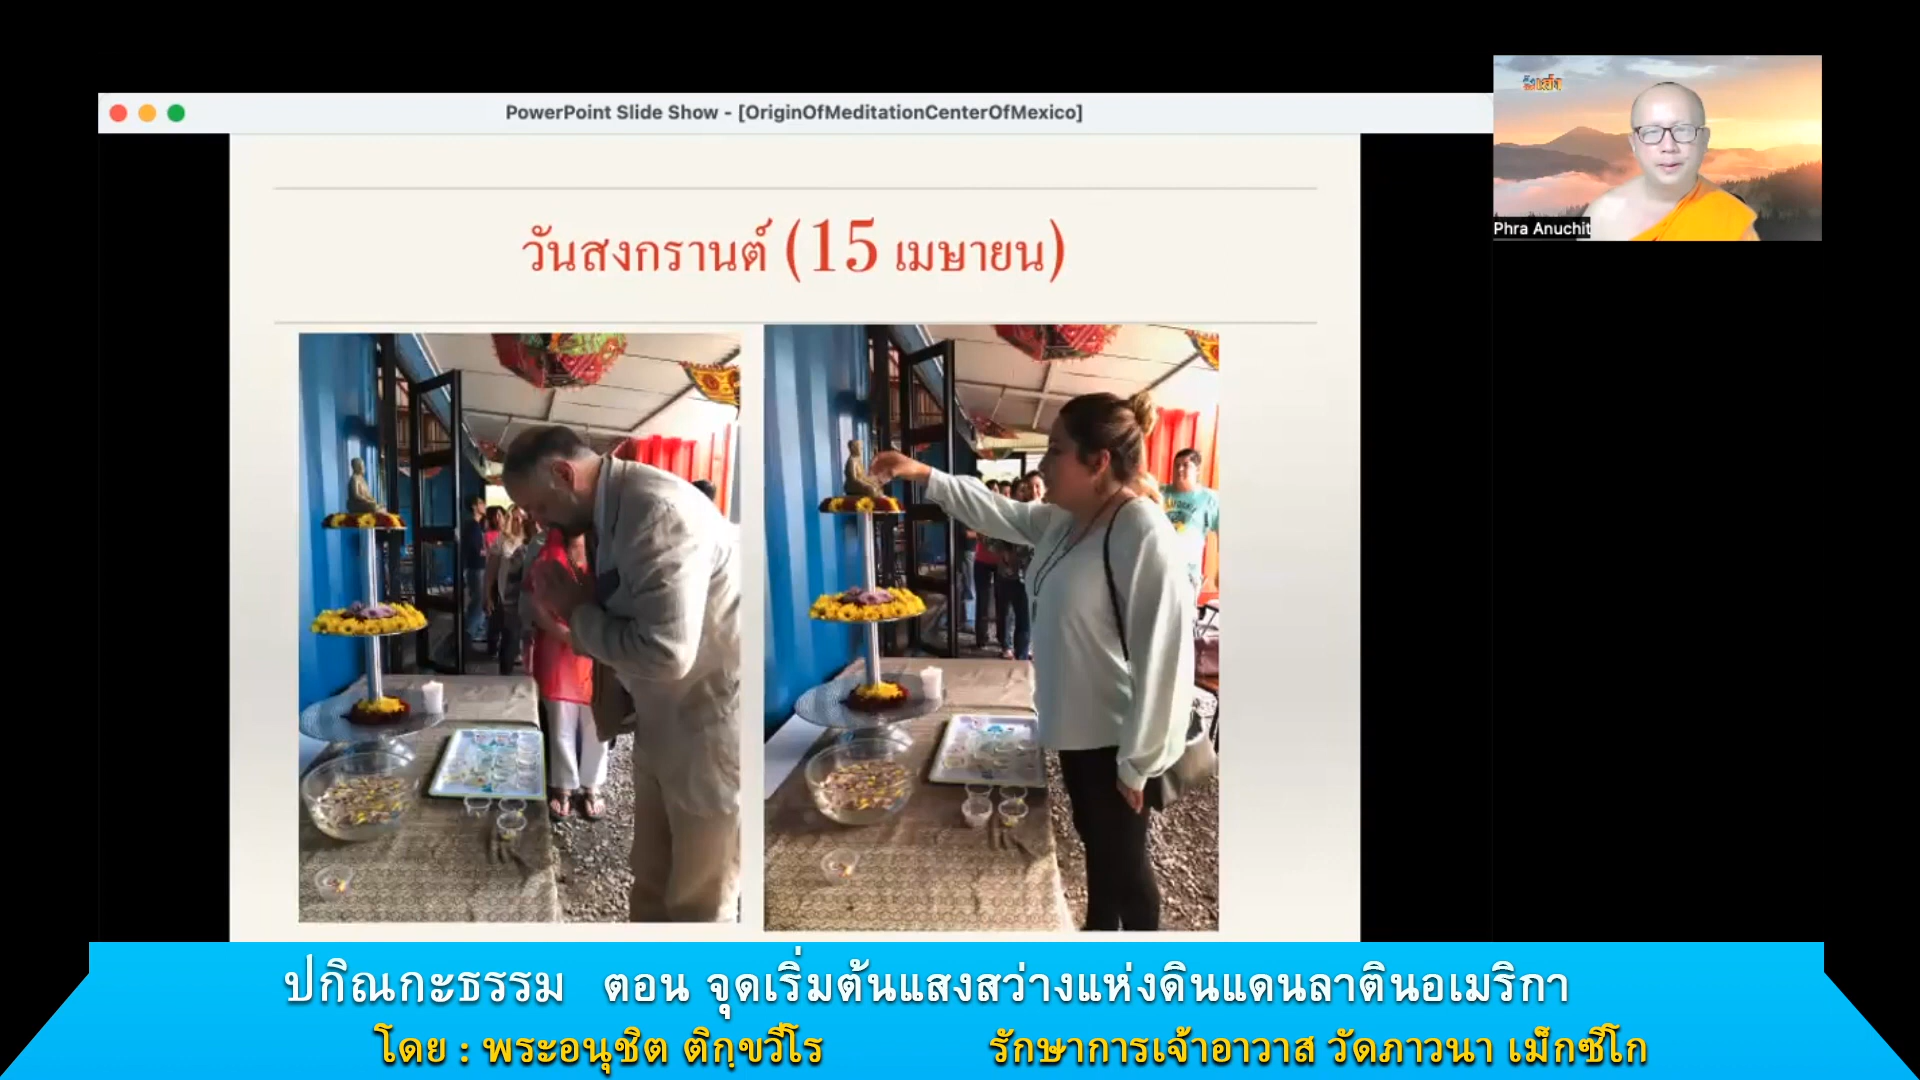 PowerPoint Slide Show - [OriginOfMeditationCenterOfMexico]
วันสงกรานต์ (15 เมษายน)
Phra Anuchit
ปกิณกะธรรม ตอน จุดเริ่มต้นแสงสว่างแห่งดินแดนลาตินอเมริกา
โดย : พระอนุชิต ติกฺขวีโร รักษาการเจ้าอาวาส วัดภาวนา เม็กซิโก